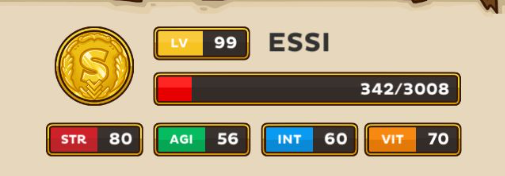 S
LV 99 ESSI
342/3008
STR 80 AGI 56 INT 60 VIT 70